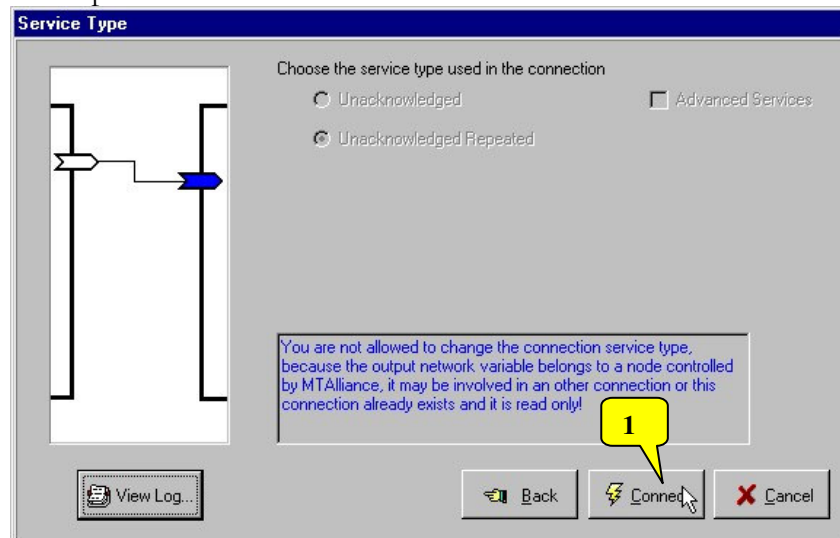 Service Type
Choose the service type used in the connection
Unacknowledged
Advanced Services
Unacknowledged Repeated
You are not allowed to change the connection service type,
because the output network variable belongs to a node controlled
by MTAlliance, it may be involved in an other connection or this
connection already exists and it is read only!
1
View Log...
Back
Connect
Cancel